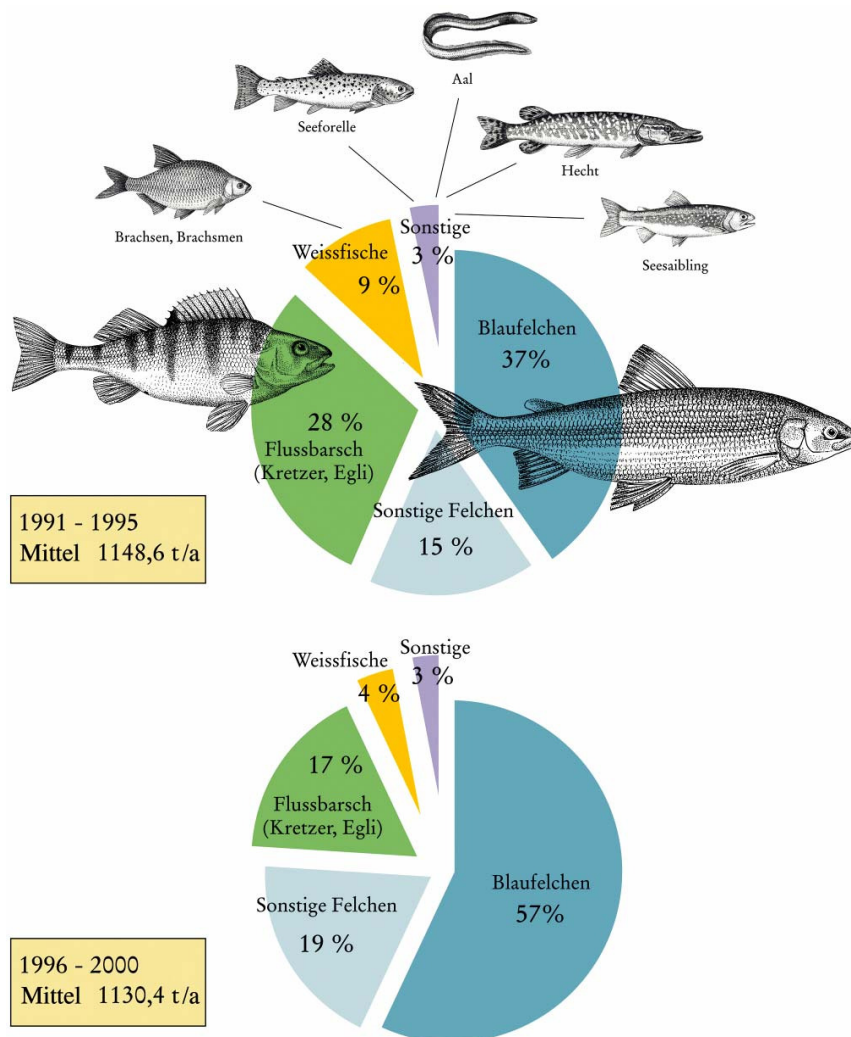 Aal
Seeforelle
Hecht
Brachsen, Brachsmen
Seesaibling
Weissfische
9 %
Sonstige
3 %
Blaufelchen
37%
28 %
Flussbarsch
(Kretzer, Egli)
Sonstige Felchen
15 %
1991 - 1995
Mittel 1148,6 t/a
Weissfische
4 %
Sonstige
3 %
17 %
Flussbarsch
(Kretzer, Egli)
Blaufelchen
57%
Sonstige Felchen
19 %
1996 - 2000
Mittel 1130,4 t/a